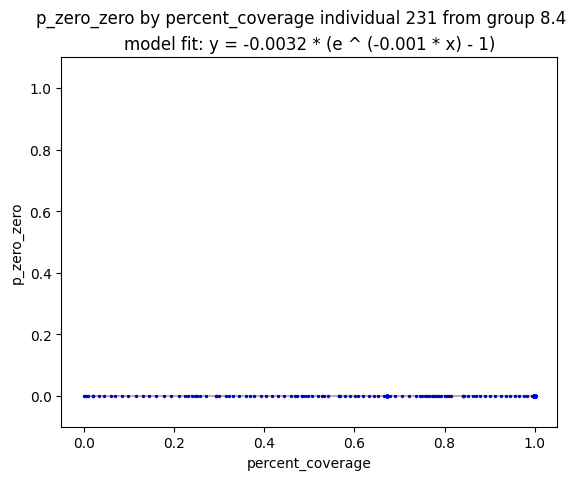 p_zero_zero by percent_coverage individual 231 from group 8.4
model fit: y = -0.0032 * (e ^ (-0.001 * x) - 1)
1.0
0.8
0.6
0.4
0.2
0.0
p_zero_zero
0.0 0.2 0.4 0.6 0.8 1.0
percent_coverage